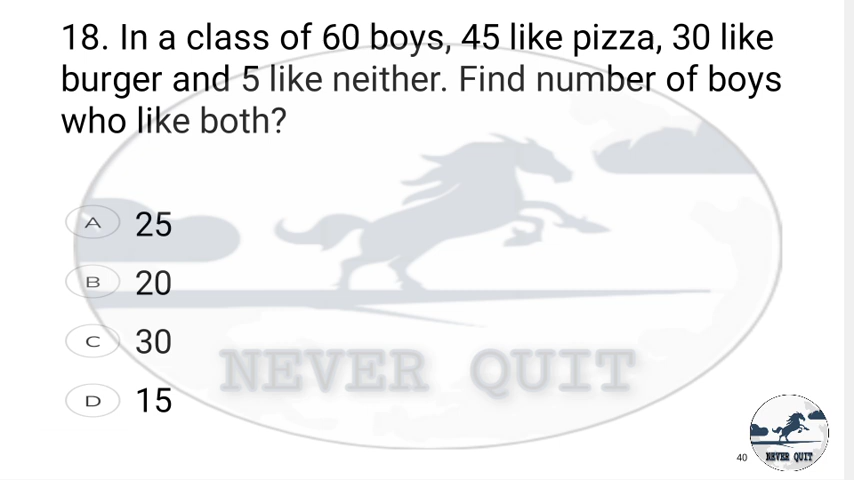 18. In a class of 60 boys, 45 like pizza, 30 like
burger and 5 like neither. Find number of boys
who like both?
A 25
B 20
C 30
D 15
NEVER QUIT
40
NEVER QUIT